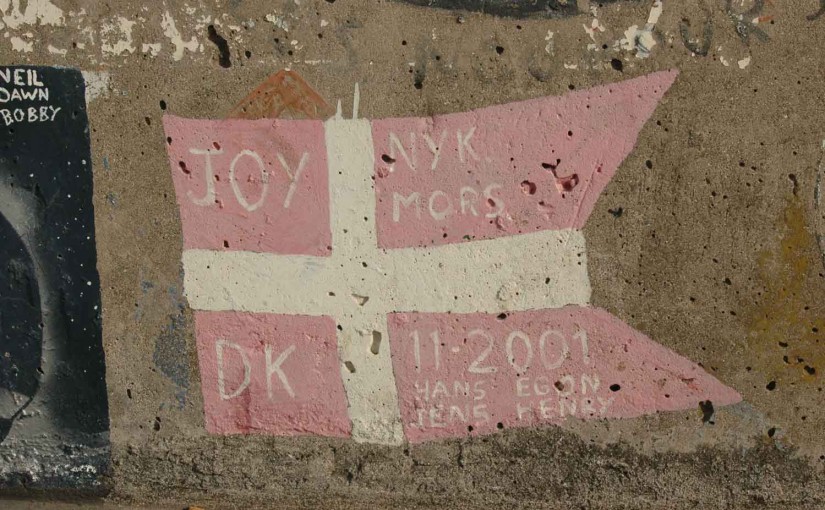 NEIL
DAWN
BOBBY
JOY
NYK.
MORS.
DK
11-2001
HANS EGON
JENS HENRY